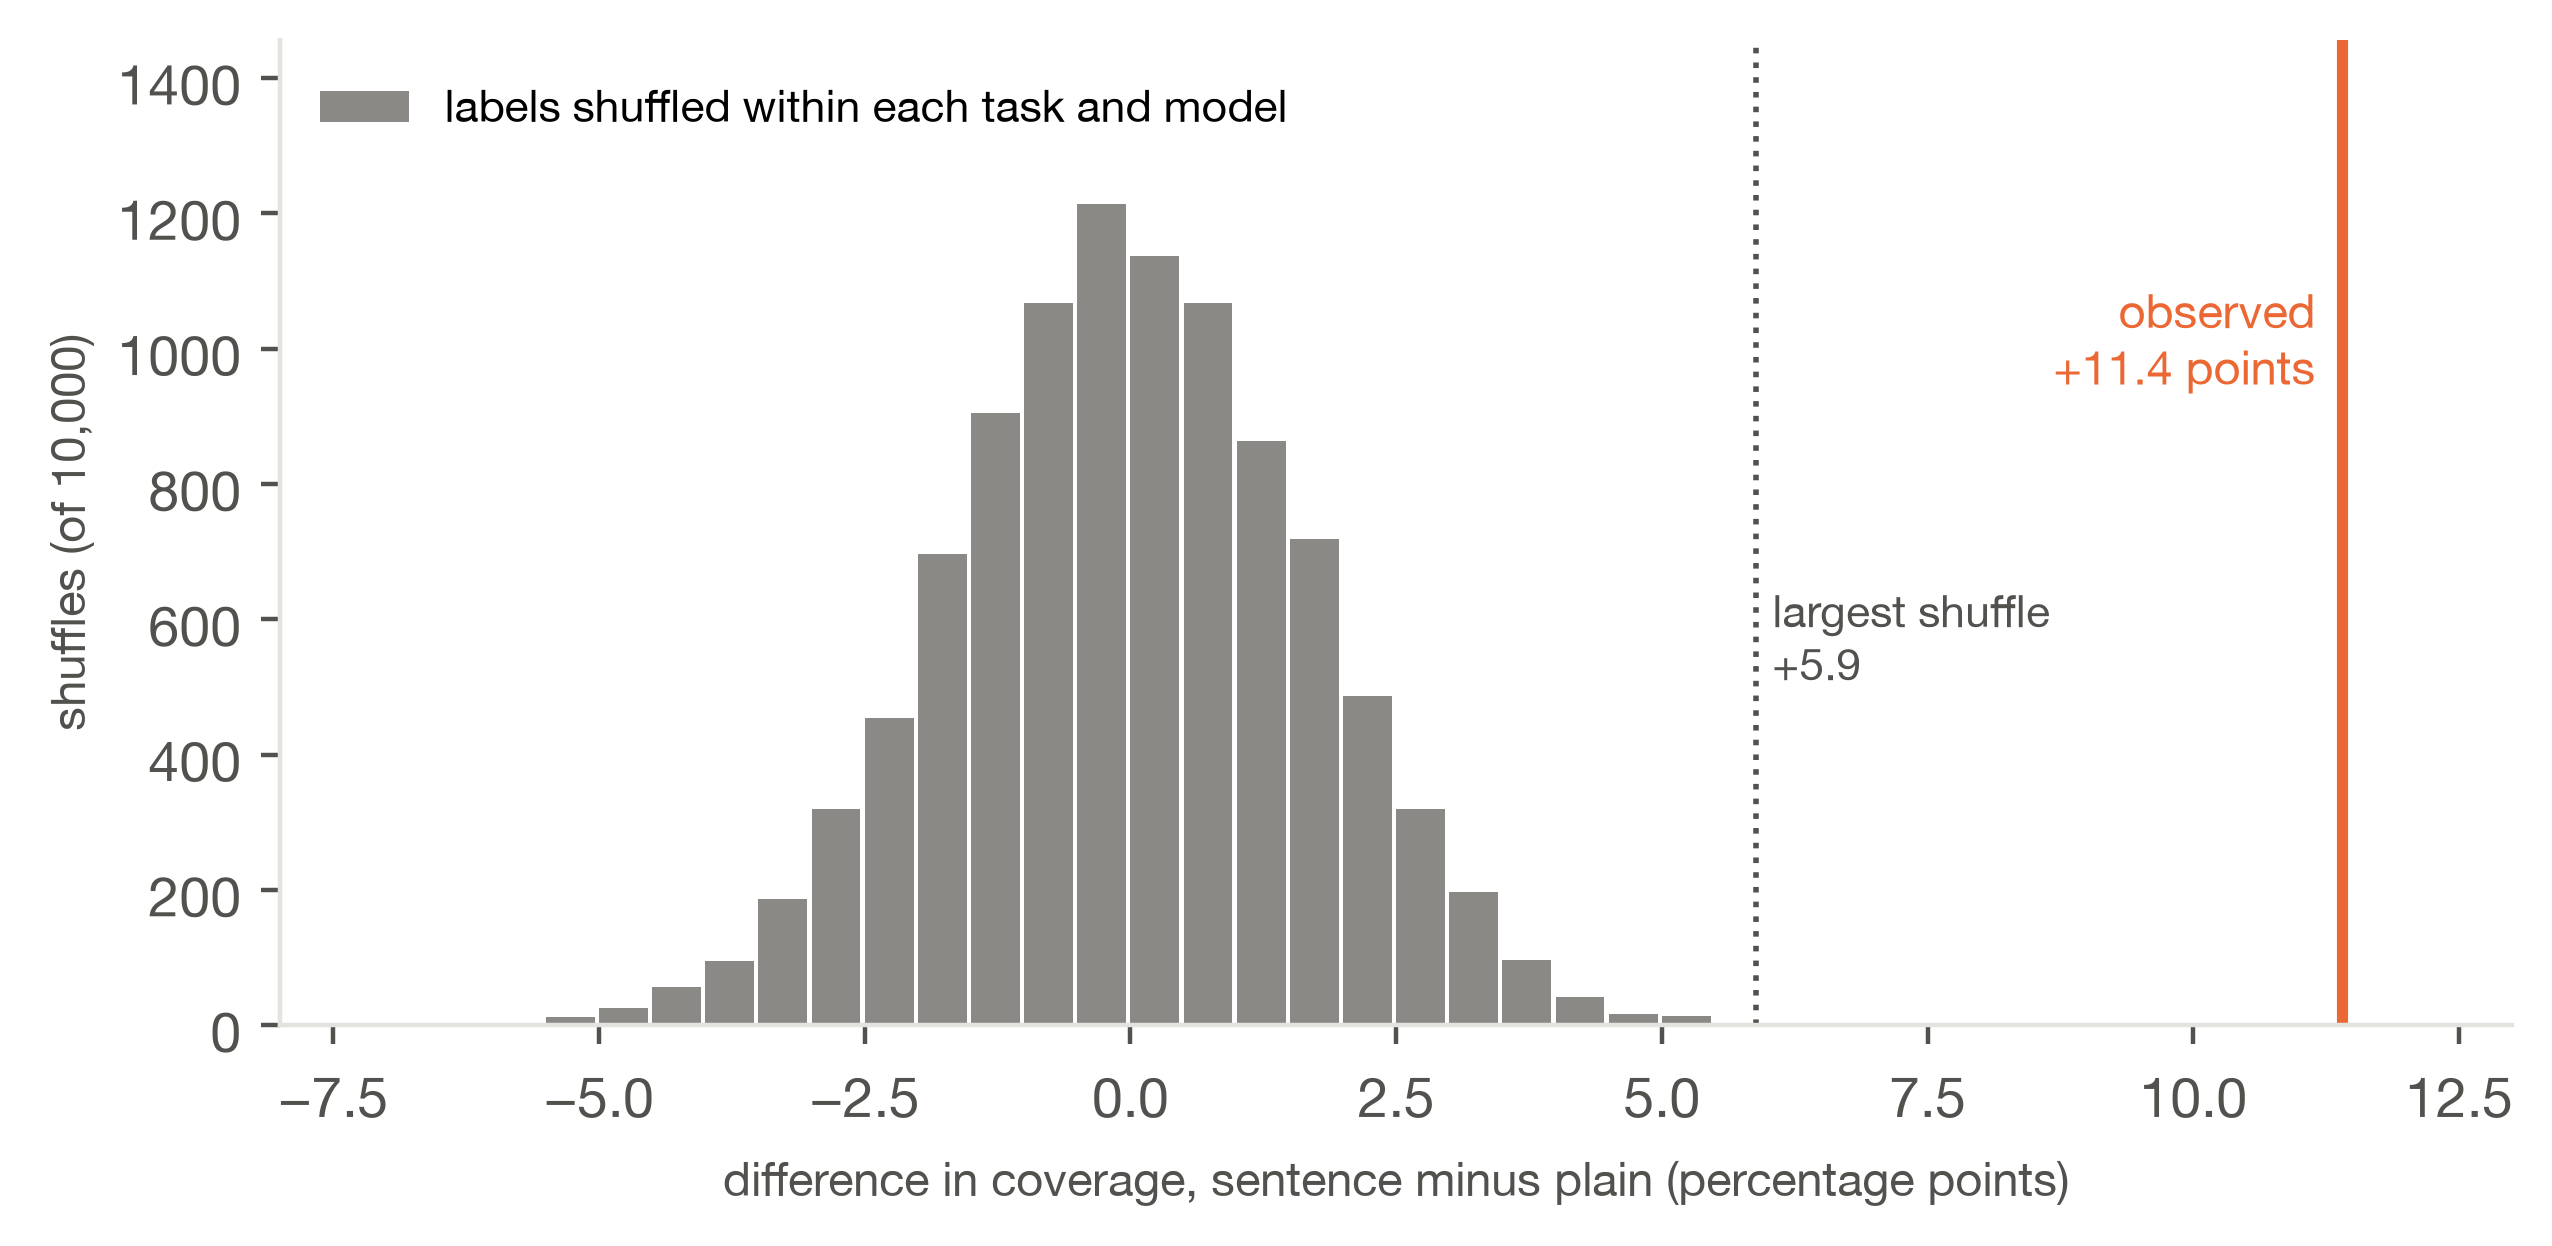 1400
1200
1000
800
600
400
200
0
shuffles (of 10,000)
labels shuffled within each task and model
observed
+11.4 points
largest shuffle
+5.9
−7.5 −5.0 −2.5 0.0 2.5 5.0 7.5 10.0 12.5
difference in coverage, sentence minus plain (percentage points)